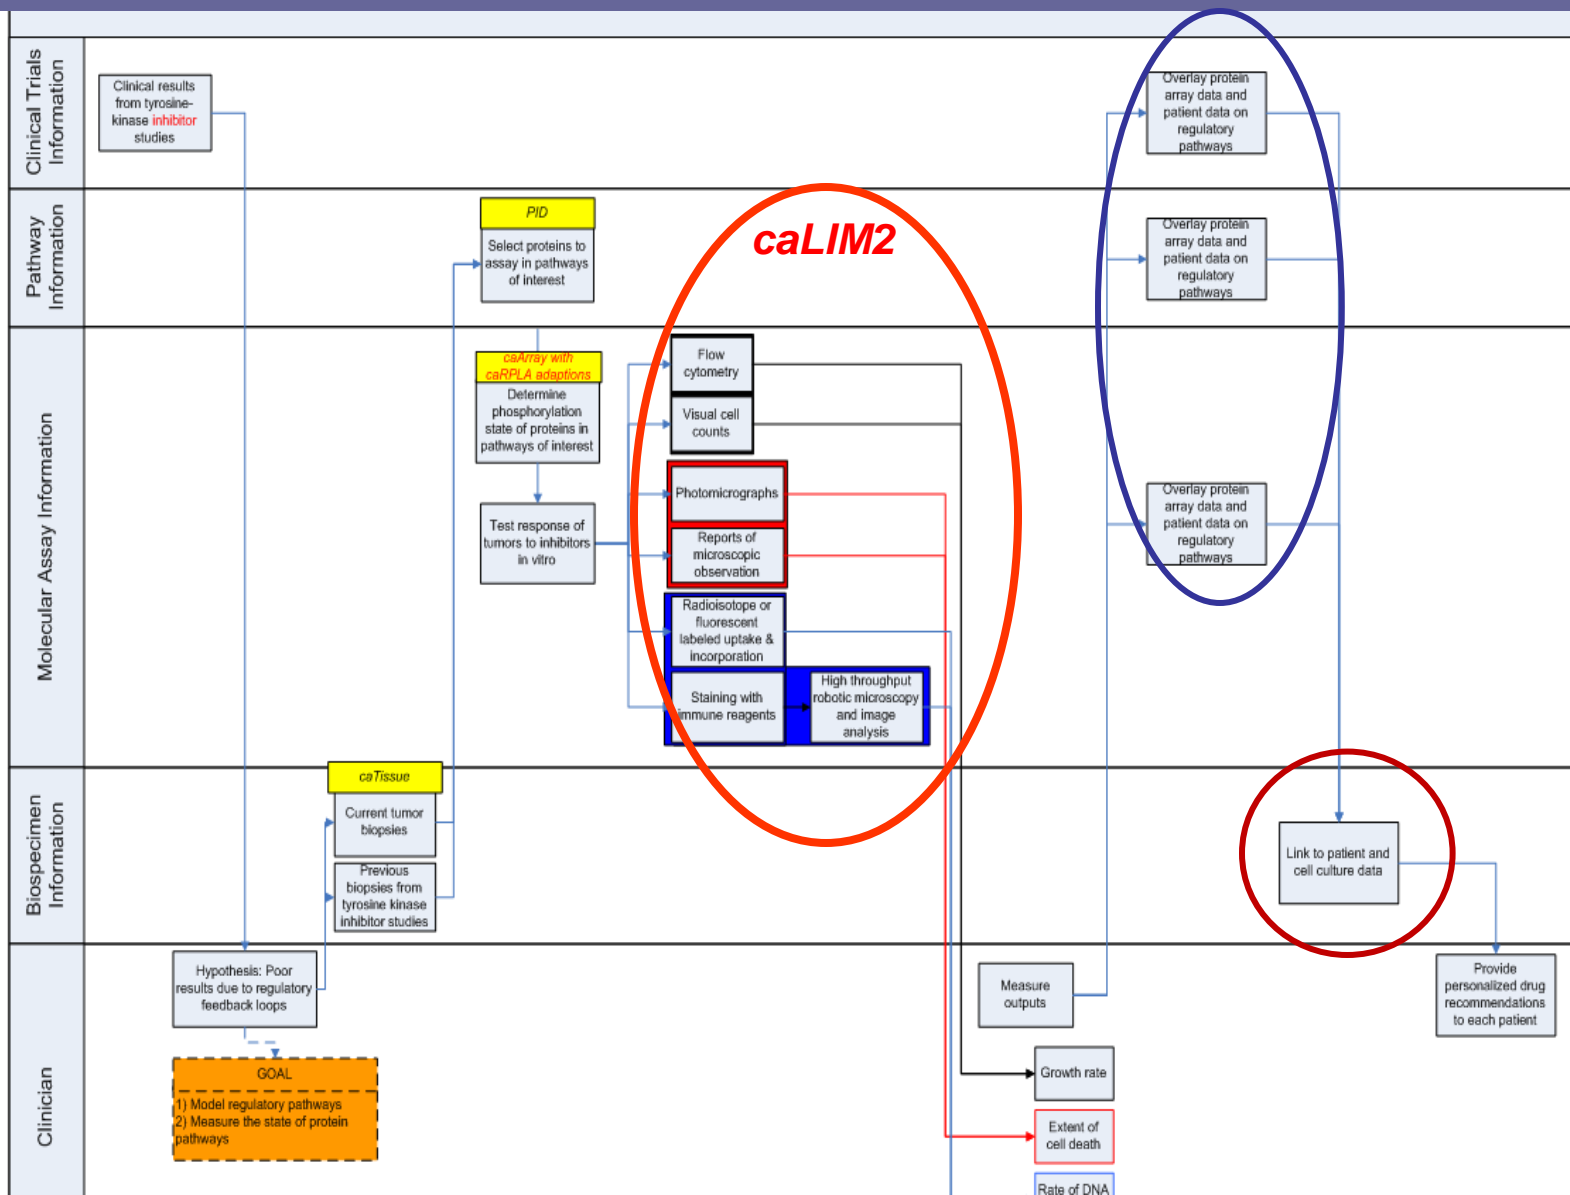 Clinical Trials
Information
Clinical results
from tyrosine-
kinase inhibitor
studies
Overlay protein
array data and
patient data on
regulatory
pathways
Pathway
Information
PID
Select proteins to
assay in pathways
of interest
caLIM2
Overlay protein
array data and
patient data on
regulatory
pathways
Molecular Assay Information
caArray with
caRPLA adaptions
Determine
phosphorylation
state of proteins in
pathways of interest
Test response of
tumors to inhibitors
in vitro
Flow
cytometry
Visual cell
counts
Photomicrographs
Reports of
microscopic
observation
Radioisotope or
fluorescent
labeled uptake &
incorporation
Staining with
immune reagents
High throughput
robotic microscopy
and image
analysis
Overlay protein
array data and
patient data on
regulatory
pathways
Biospecimen
Information
caTissue
Current tumor
biopsies
Previous
biopsies from
tyrosine kinase
inhibitor studies
Link to patient and
cell culture data
Clinician
Hypothesis: Poor
results due to regulatory
feedback loops
GOAL
1) Model regulatory pathways
2) Measure the state of protein
pathways
Measure
outputs
Growth rate
Extent of
cell death
Rate of DNA
Provide
personalized drug
recommendations
to each patient